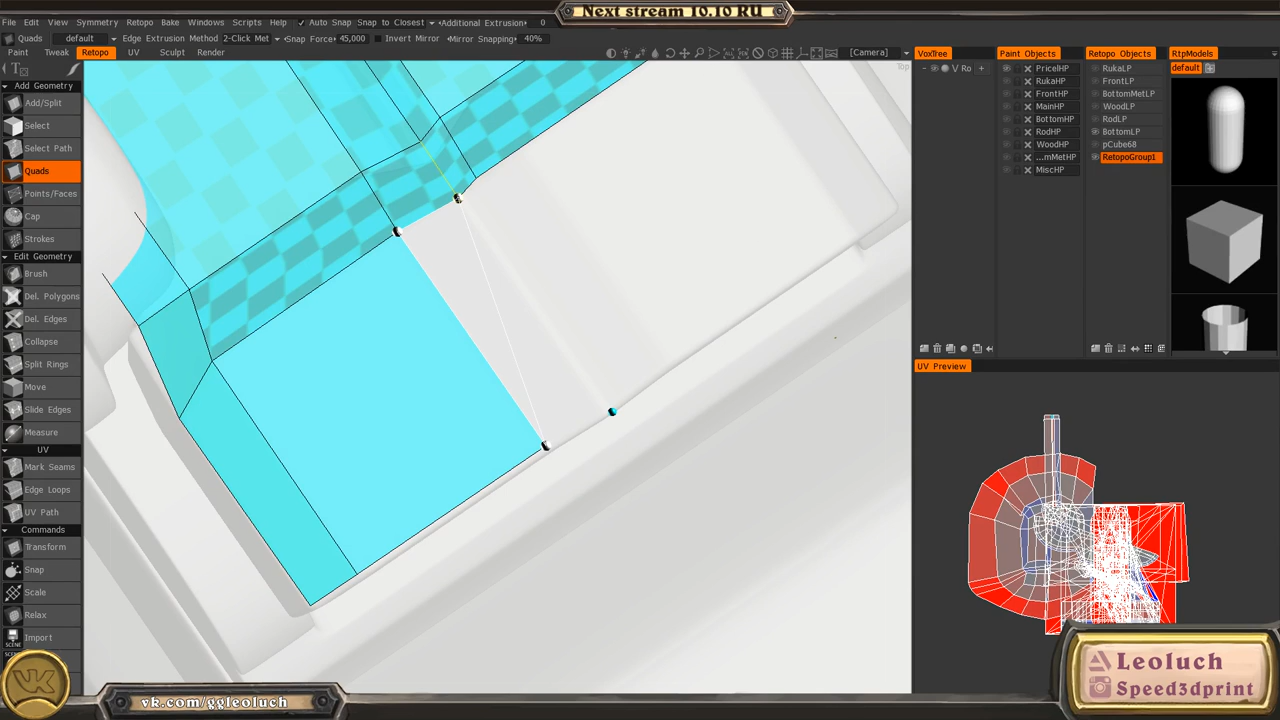 Next stream 10.10 RU
File Edit View Symmetry Retopo Bake Windows Scripts Help Auto Snap Snap to Closest Additional Extrusion 0
Quads default Edge Extrusion Method 2-Click Met Snap Force 45,000 Invert Mirror Mirror Snapping 40%
Paint Tweak Retopo UV Sculpt Render [Camera]
Top
Add Geometry
Add/Split
Select
Select Path
Quads
Points/Faces
Cap
Strokes
Edit Geometry
Brush
Del. Polygons
Del. Edges
Collapse
Split Rings
Move
Slide Edges
Measure
UV
Mark Seams
Edge Loops
UV Path
Commands
Transform
Snap
Scale
Relax
Import
SCENE
VoxTree
V Ro +
Paint Objects
PricelHP
RukaHP
FrontHP
MainHP
BottomHP
RodHP
WoodHP
...mMetHP
MiscHP
Retopo Objects
RukaLP
FrontLP
BottomMetLP
WoodLP
RodLP
BottomLP
pCube68
RetopoGroup1
RtpModels
default
UV Preview
vk.com/ggleoluch
Leoluch
Speed3dprint